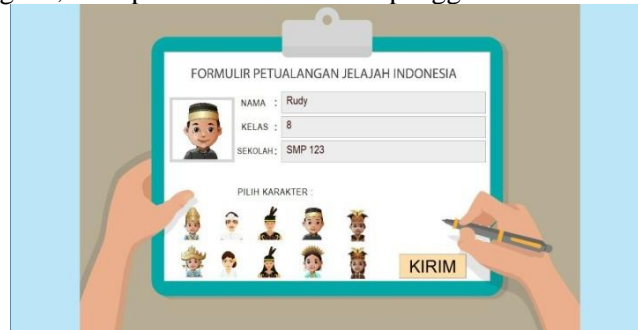 FORMULIR PETUALANGAN JELAJAH INDONESIA
NAMA : Rudy
KELAS : 8
SEKOLAH : SMP 123
PILIH KARAKTER :
KIRIM